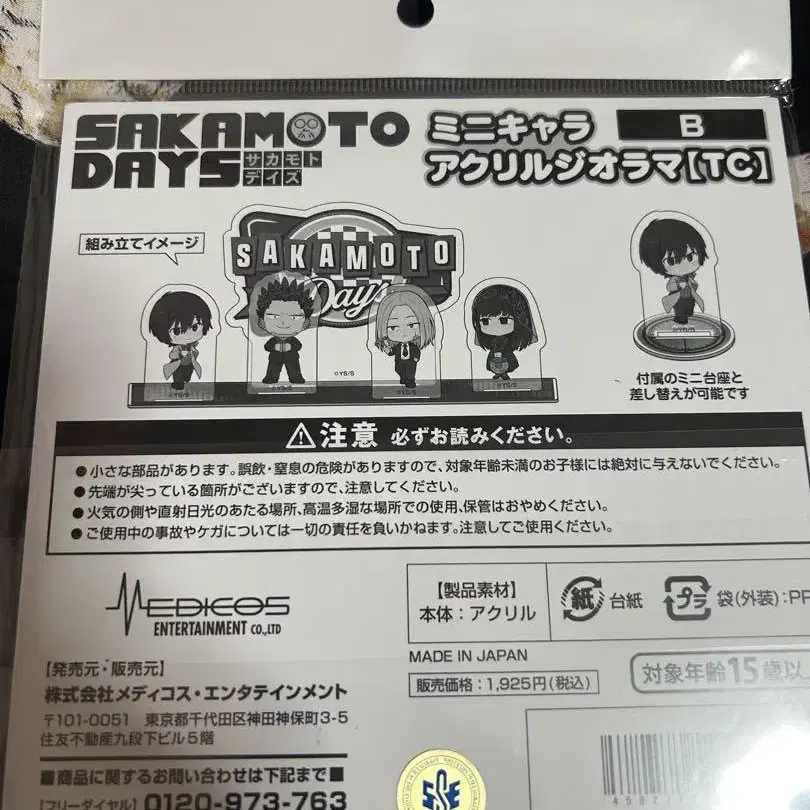 SAKAMOTO
DAYS サカモト
デイズ
ミニキャラ B
アクリルジオラマ【TC】
組み立てイメージ
SAKAMOTO
Days
©YS/S
©YS/S
©YS/S
©YS/S
©YS/S
©YS/S
付属のミニ台座と
差し替えが可能です
⚠注意 必ずお読みください。
●小さな部品があります。誤飲・窒息の危険がありますので、対象年齢未満のお子様には絶対に与えないでください。
●先端が尖っている箇所がございますので、注意してください。
●火気の側や直射日光のあたる場所、高温多湿な場所での使用、保管はおやめください。
●ご使用中の事故やケガについては一切の責任を負いかねます。注意してご使用ください。
MEDICOS
ENTERTAINMENT CO.,LTD
【製品素材】
本体：アクリル
紙 台紙 プラ 袋(外装)：PP
MADE IN JAPAN
販売価格：1,925円(税込)
対象年齢15歳以
【発売元・販売元】
株式会社メディコス・エンタテインメント
〒101-0051 東京都千代田区神田神保町3-5
住友不動産九段下ビル5階
■商品に関するお問い合わせは下記まで■
【フリーダイヤル】0120-973-763